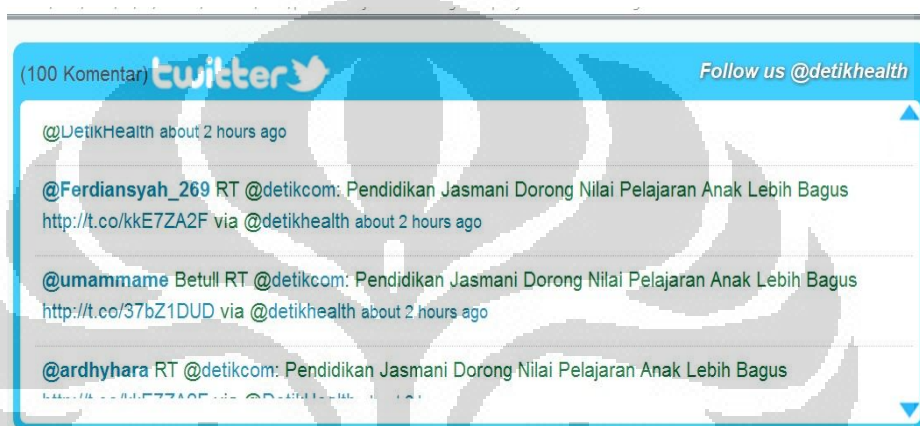 (100 Komentar) twitter Follow us @detikhealth
@DetikHealth about 2 hours ago
@Ferdiansyah_269 RT @detikcom: Pendidikan Jasmani Dorong Nilai Pelajaran Anak Lebih Bagus
http://t.co/kkE7ZA2F via @detikhealth about 2 hours ago
@umammame Betull RT @detikcom: Pendidikan Jasmani Dorong Nilai Pelajaran Anak Lebih Bagus
http://t.co/37bZ1DUD via @detikhealth about 2 hours ago
@ardhyhara RT @detikcom: Pendidikan Jasmani Dorong Nilai Pelajaran Anak Lebih Bagus